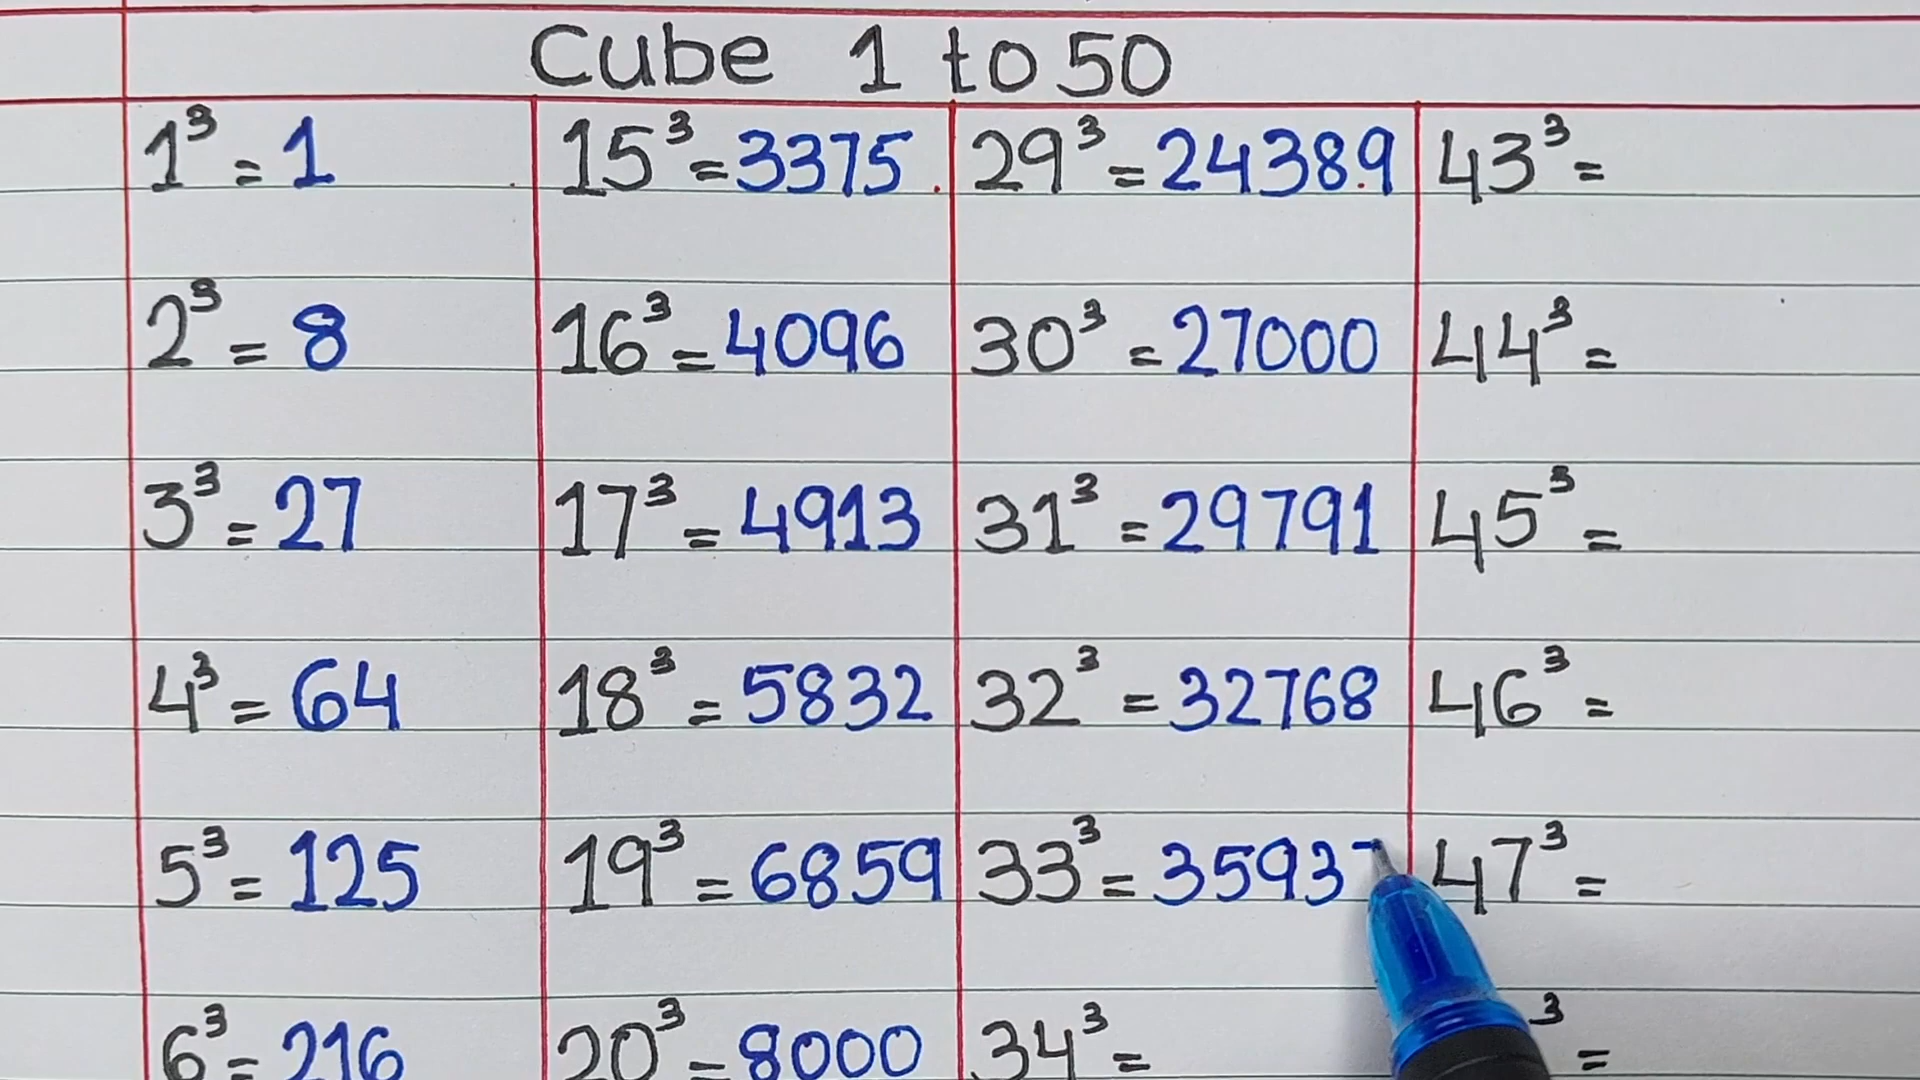 Cube 1 to 50
1³ = 1 15³ = 3375 29³ = 24389 43³ =
2³ = 8 16³ = 4096 30³ = 27000 44³ =
3³ = 27 17³ = 4913 31³ = 29791 45³ =
4³ = 64 18³ = 5832 32³ = 32768 46³ =
5³ = 125 19³ = 6859 33³ = 35937 47³ =
6³ = 216 20³ = 8000 34³ = ³ =